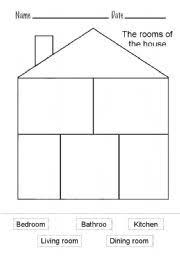 Name Date
The rooms of
the house
Bedroom Bathroo Kitchen
Living room Dining room